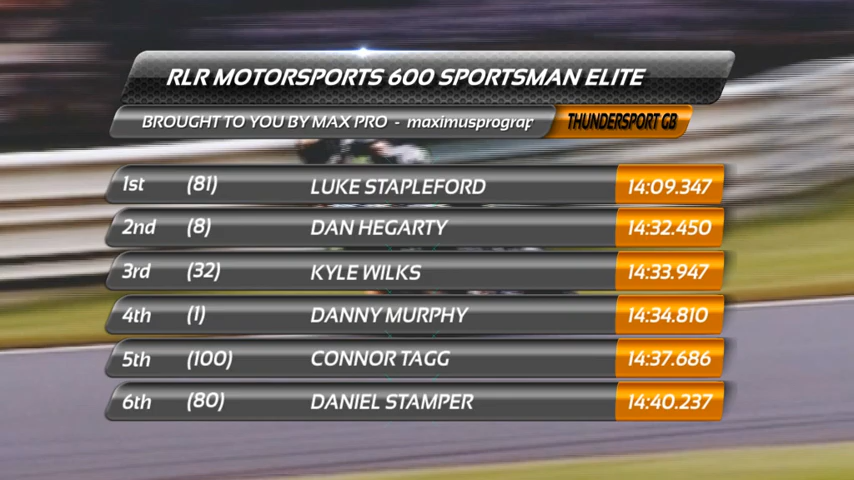 RLR MOTORSPORTS 600 SPORTSMAN ELITE
BROUGHT TO YOU BY MAX PRO - maximusprograp THUNDERSPORT GB
1st (81) LUKE STAPLEFORD 14:09.347
2nd (8) DAN HEGARTY 14:32.450
3rd (32) KYLE WILKS 14:33.947
4th (1) DANNY MURPHY 14:34.810
5th (100) CONNOR TAGG 14:37.686
6th (80) DANIEL STAMPER 14:40.237